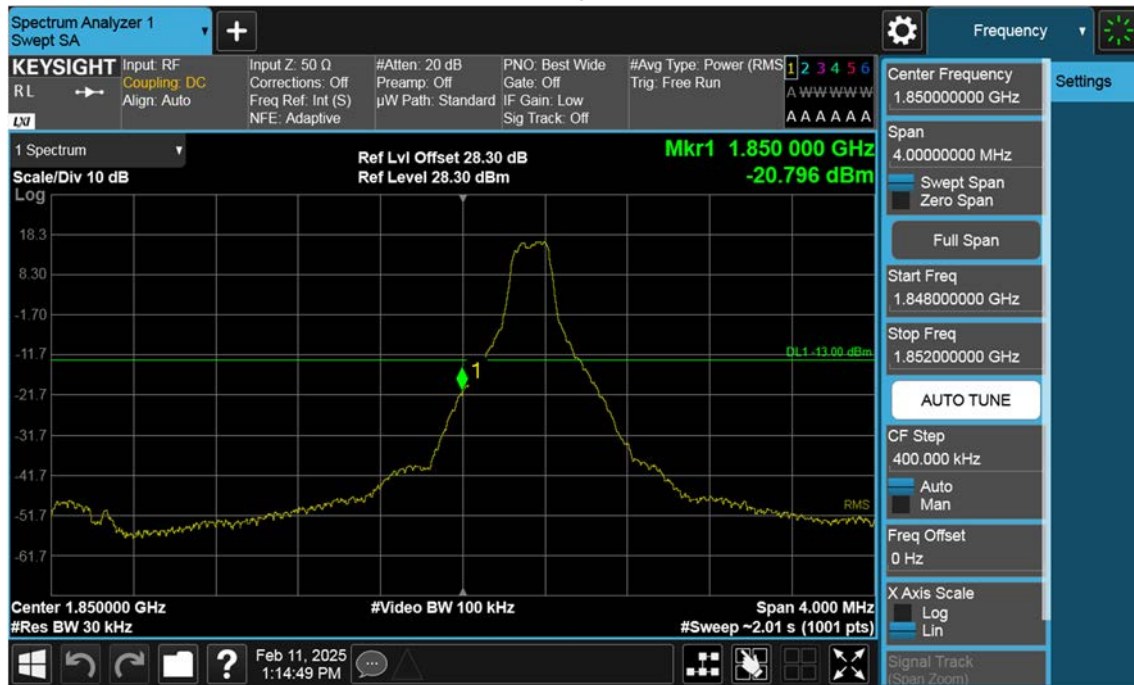 Spectrum Analyzer 1
Swept SA
Frequency
KEYSIGHT
RL
LXI
Input: RF
Coupling: DC
Align: Auto
Input Z: 50 Ω
Corrections: Off
Freq Ref: Int (S)
NFE: Adaptive
#Atten: 20 dB
Preamp: Off
µW Path: Standard
PNO: Best Wide
Gate: Off
IF Gain: Low
Sig Track: Off
#Avg Type: Power (RMS
Trig: Free Run
1 2 3 4 5 6
A W W W W W
A A A A A A
1 Spectrum
Scale/Div 10 dB
Ref Lvl Offset 28.30 dB
Ref Level 28.30 dBm
Mkr1 1.850 000 GHz
-20.796 dBm
Log
18.3
8.30
-1.70
-11.7
-21.7
-31.7
-41.7
-51.7
-61.7
DL1 -13.00 dBm
1
RMS
Center 1.850000 GHz
#Res BW 30 kHz
#Video BW 100 kHz
Span 4.000 MHz
#Sweep ~2.01 s (1001 pts)
Feb 11, 2025
1:14:49 PM
Center Frequency
1.850000000 GHz
Span
4.00000000 MHz
Swept Span
Zero Span
Full Span
Start Freq
1.848000000 GHz
Stop Freq
1.852000000 GHz
AUTO TUNE
CF Step
400.000 kHz
Auto
Man
Freq Offset
0 Hz
X Axis Scale
Log
Lin
Signal Track
(Span Zoom)
Settings